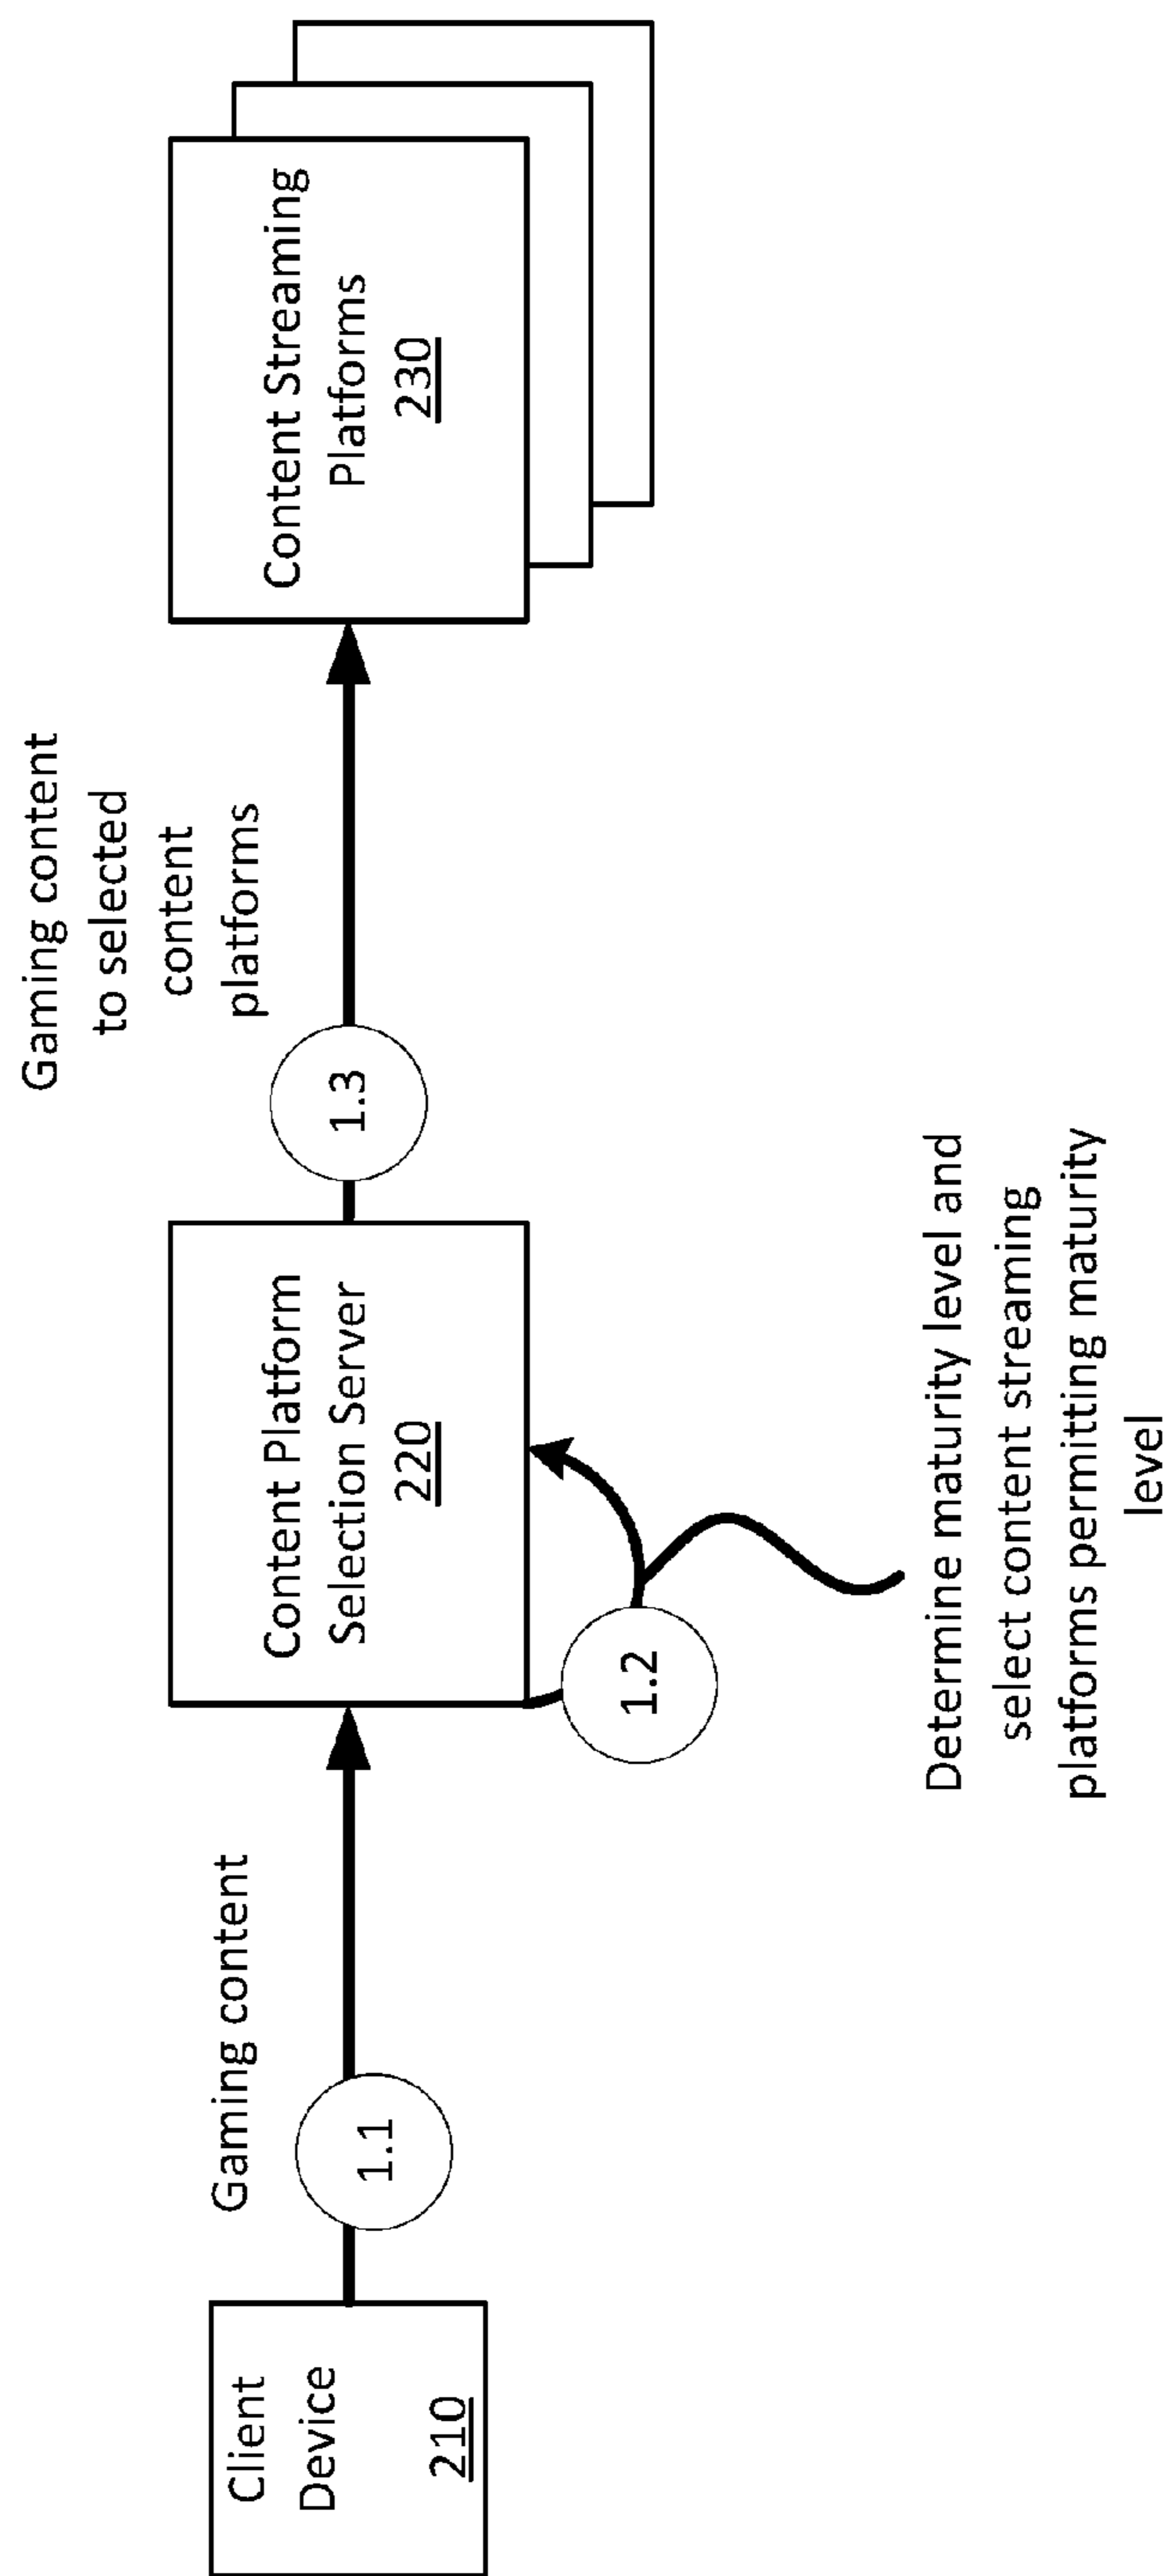 Client
Device
210
1.1
Gaming content
Content Platform
Selection Server
220
1.2
Determine maturity level and
select content streaming
platforms permitting maturity
level
1.3
Gaming content
to selected
content
platforms
Content Streaming
Platforms
230